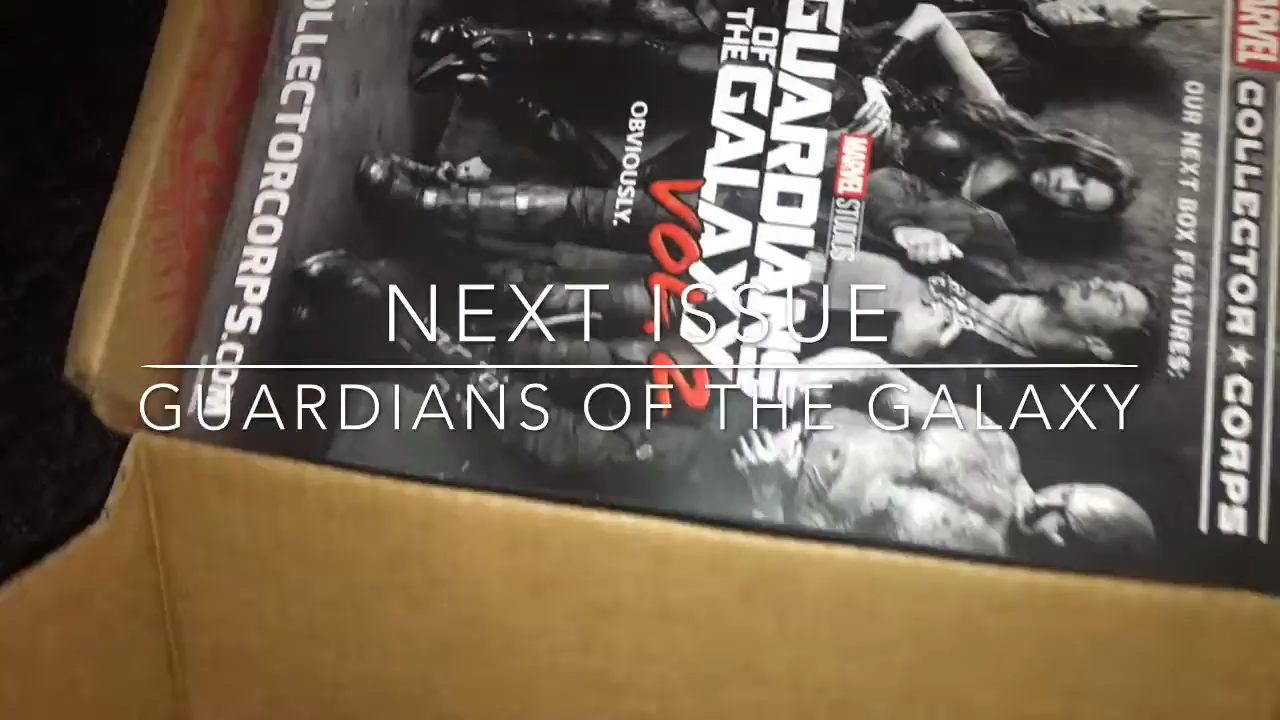 NEXT ISSUE
GUARDIANS OF THE GALAXY
MARVEL COLLECTOR ★ CORPS
OUR NEXT BOX FEATURES:
MARVEL STUDIOS
GUARDIANS
OF
THE GALAXY
VOL. 2
OBVIOUSLY.
OLLECTORCORPS.COM